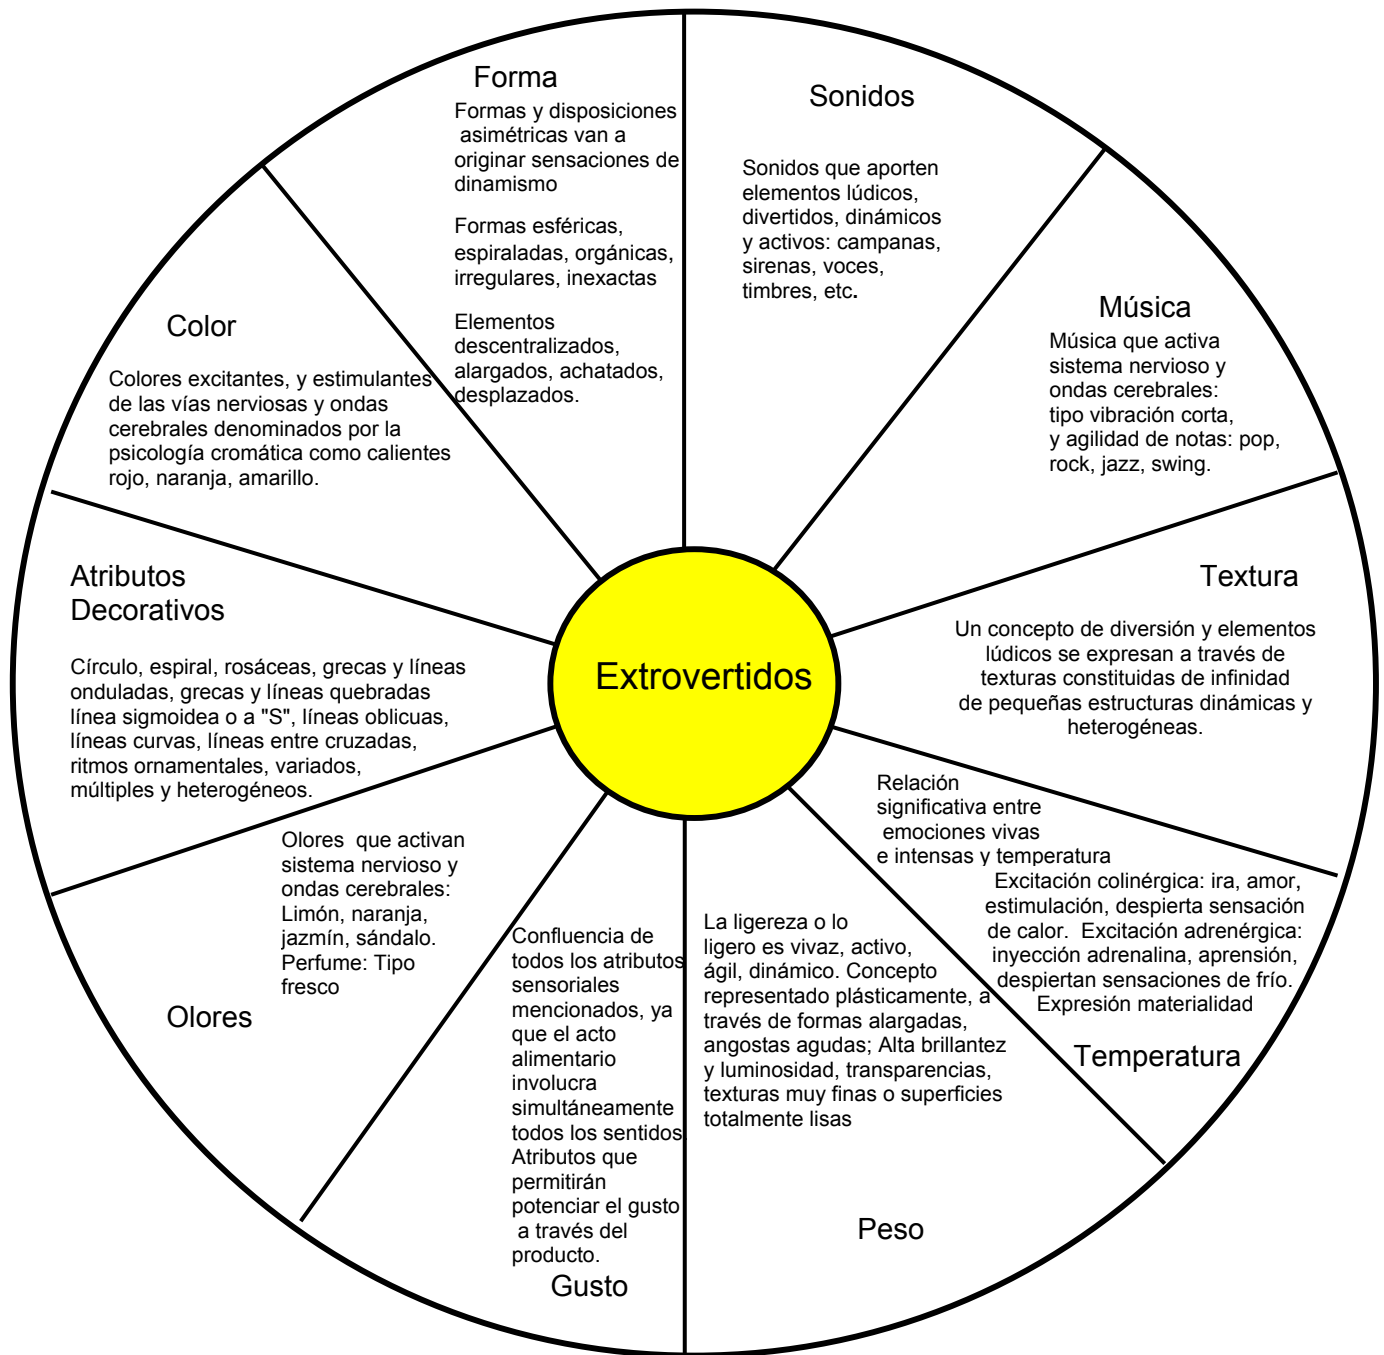 Forma
Formas y disposiciones
asimétricas van a
originar sensaciones de
dinamismo
Formas esféricas,
espiraladas, orgánicas,
irregulares, inexactas
Elementos
descentralizados,
alargados, achatados,
desplazados.
Sonidos
Sonidos que aporten
elementos lúdicos,
divertidos, dinámicos
y activos: campanas,
sirenas, voces,
timbres, etc.
Música
Música que activa
sistema nervioso y
ondas cerebrales:
tipo vibración corta,
y agilidad de notas: pop,
rock, jazz, swing.
Textura
Un concepto de diversión y elementos
lúdicos se expresan a través de
texturas constituidas de infinidad
de pequeñas estructuras dinámicas y
heterogéneas.
Relación
significativa entre
emociones vivas
e intensas y temperatura
Excitación colinérgica: ira, amor,
estimulación, despierta sensación
de calor. Excitación adrenérgica:
inyección adrenalina, aprensión,
despiertan sensaciones de frío.
Expresión materialidad
Temperatura
La ligereza o lo
ligero es vivaz, activo,
ágil, dinámico. Concepto
representado plásticamente, a
través de formas alargadas,
angostas agudas; Alta brillantez
y luminosidad, transparencias,
texturas muy finas o superficies
totalmente lisas
Peso
Confluencia de
todos los atributos
sensoriales
mencionados, ya
que el acto
alimentario
involucra
simultáneamente
todos los sentidos.
Atributos que
permitirán
potenciar el gusto
a través del
producto.
Gusto
Olores que activan
sistema nervioso y
ondas cerebrales:
Limón, naranja,
jazmín, sándalo.
Perfume: Tipo
fresco
Olores
Atributos
Decorativos
Círculo, espiral, rosáceas, grecas y líneas
onduladas, grecas y líneas quebradas
línea sigmoidea o a "S", líneas oblicuas,
líneas curvas, líneas entre cruzadas,
ritmos ornamentales, variados,
múltiples y heterogéneos.
Color
Colores excitantes, y estimulantes
de las vías nerviosas y ondas
cerebrales denominados por la
psicología cromática como calientes
rojo, naranja, amarillo.
Extrovertidos